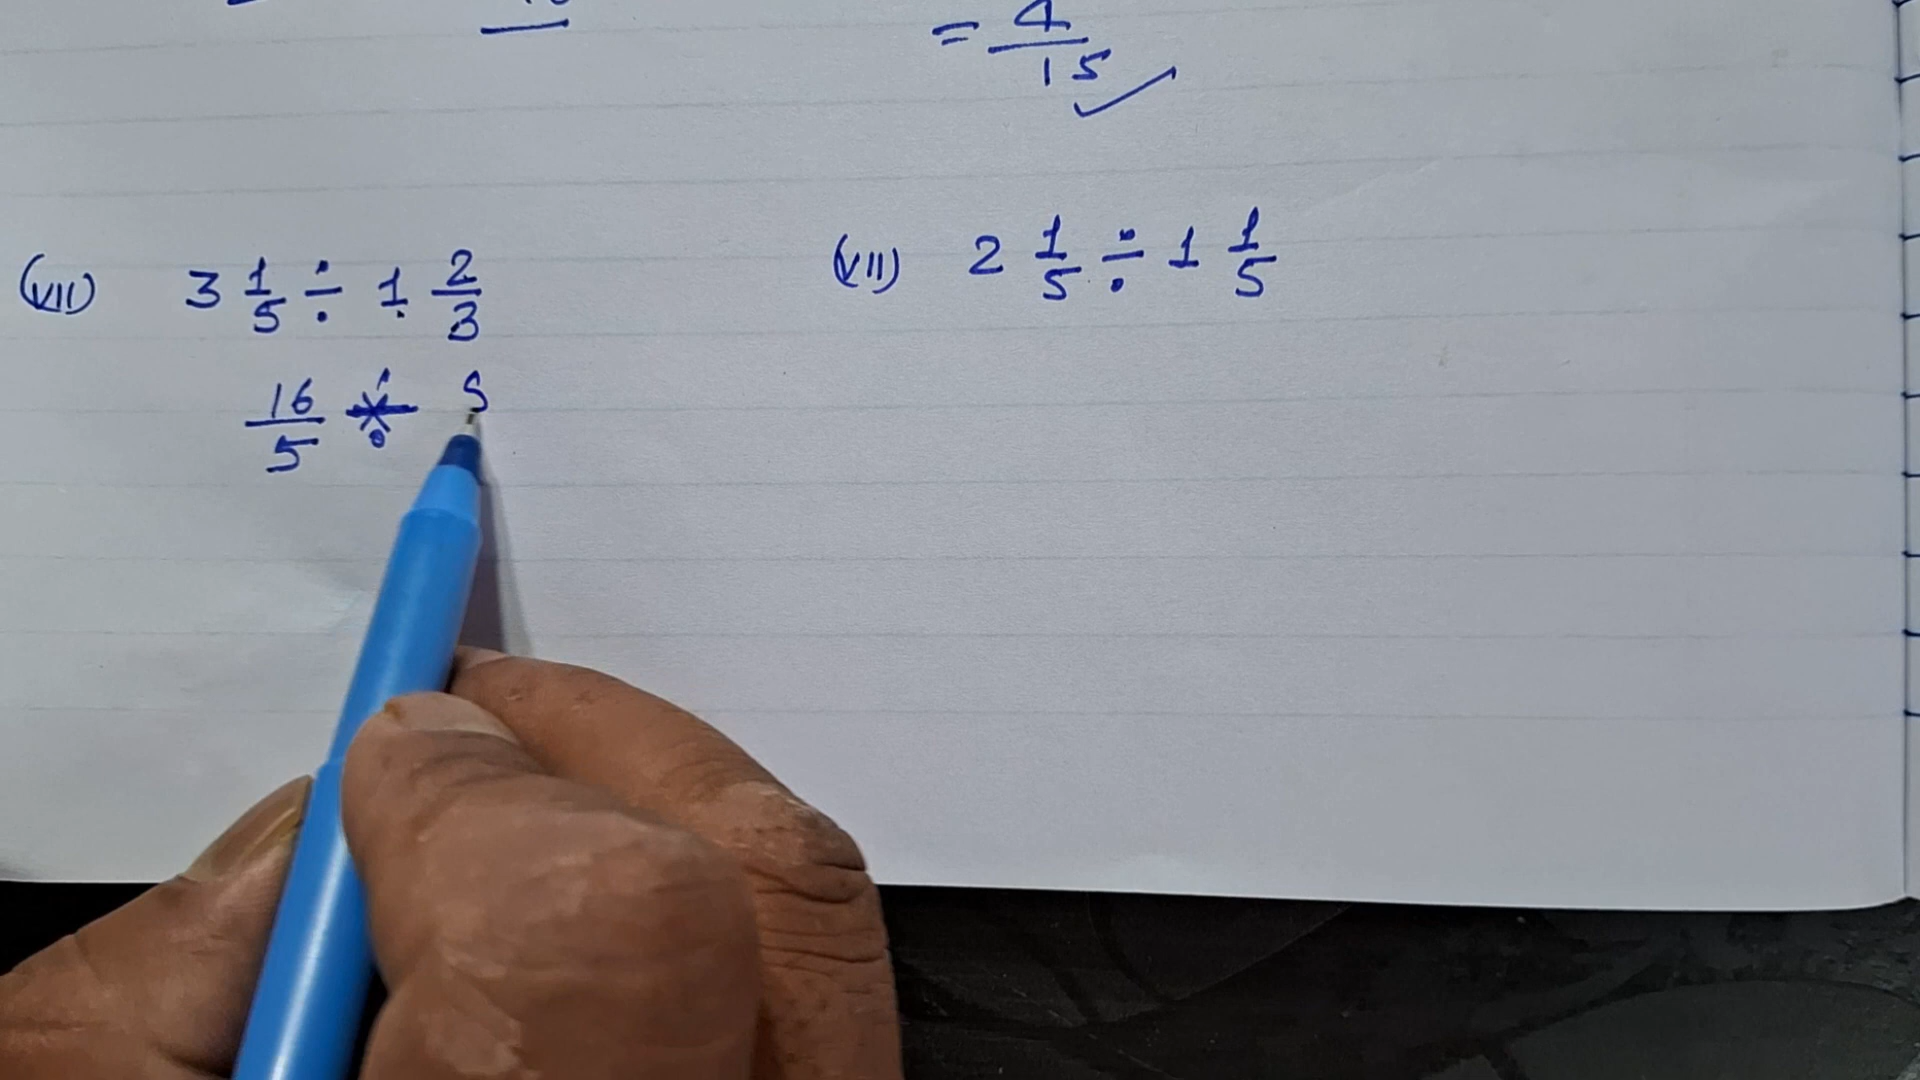 = 4/15 ✓
(VII) 3 1/5 ÷ 1 2/3
16/5 ÷ 5
(VII) 2 1/5 ÷ 1 1/5